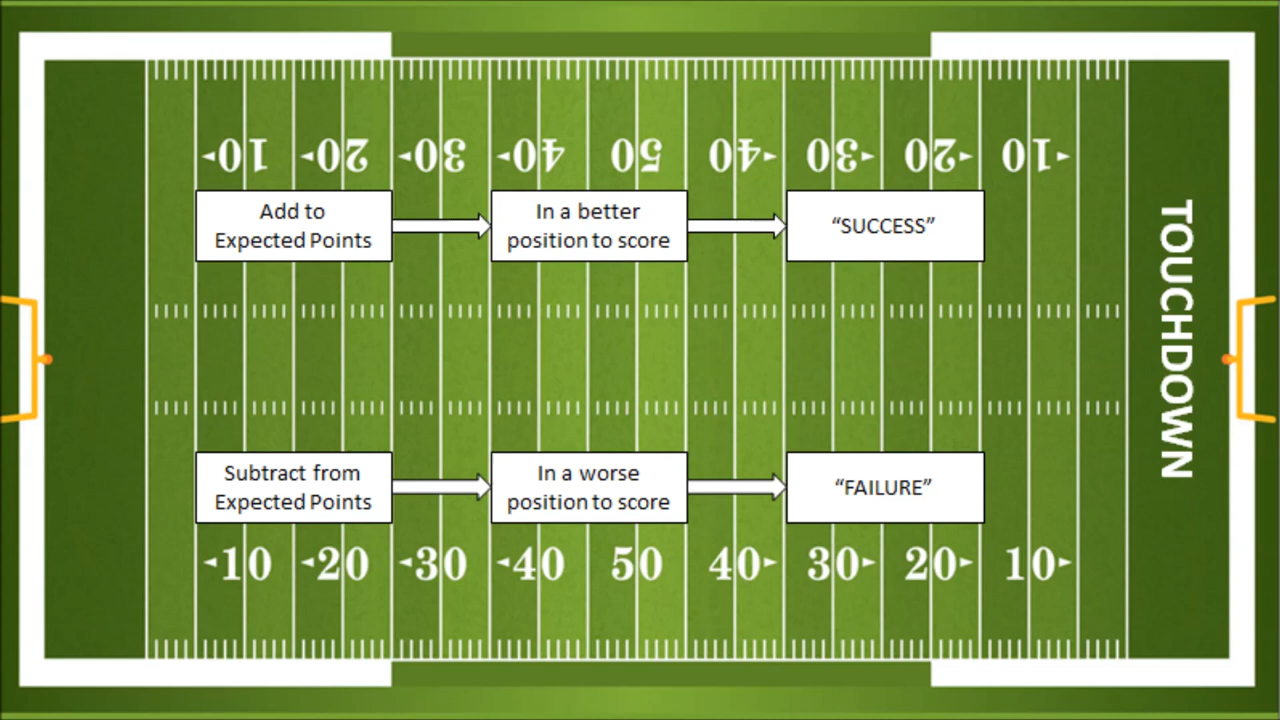 ◄10 ◄20 ◄30 ◄40 50 40► 30► 20► 10►
Add to
Expected Points
In a better
position to score
“SUCCESS”
TOUCHDOWN
Subtract from
Expected Points
In a worse
position to score
“FAILURE”
◄10 ◄20 ◄30 ◄40 50 40► 30► 20► 10►